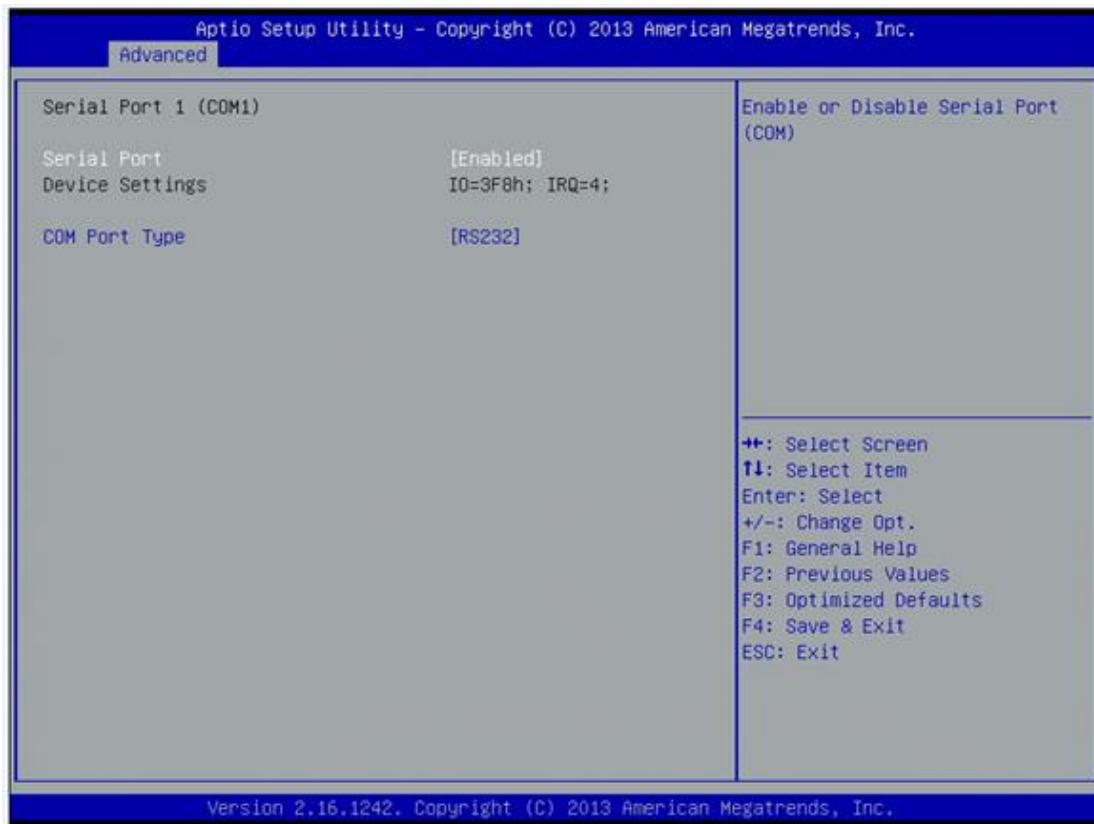 Aptio Setup Utility – Copyright (C) 2013 American Megatrends, Inc.
Advanced
Serial Port 1 (COM1)
Serial Port [Enabled]
Device Settings IO=3F8h; IRQ=4;
COM Port Type [RS232]
Enable or Disable Serial Port
(COM)
→←: Select Screen
↑↓: Select Item
Enter: Select
+/-: Change Opt.
F1: General Help
F2: Previous Values
F3: Optimized Defaults
F4: Save & Exit
ESC: Exit
Version 2.16.1242. Copyright (C) 2013 American Megatrends, Inc.